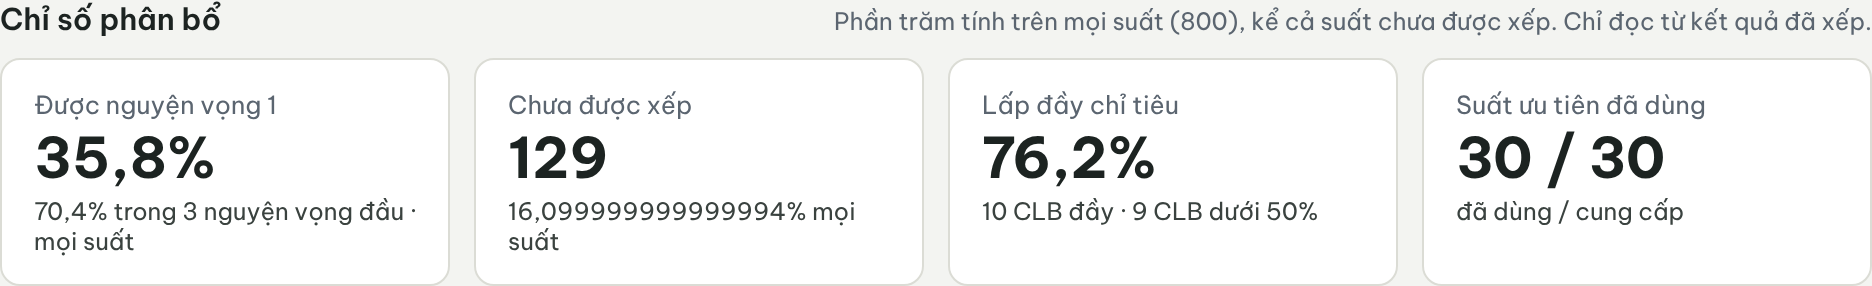 Chỉ số phân bổ
Phần trăm tính trên mọi suất (800), kể cả suất chưa được xếp. Chỉ đọc từ kết quả đã xếp.
Được nguyện vọng 1
35,8%
70,4% trong 3 nguyện vọng đầu ·
mọi suất
Chưa được xếp
129
16,099999999999994% mọi
suất
Lấp đầy chỉ tiêu
76,2%
10 CLB đầy · 9 CLB dưới 50%
Suất ưu tiên đã dùng
30 / 30
đã dùng / cung cấp